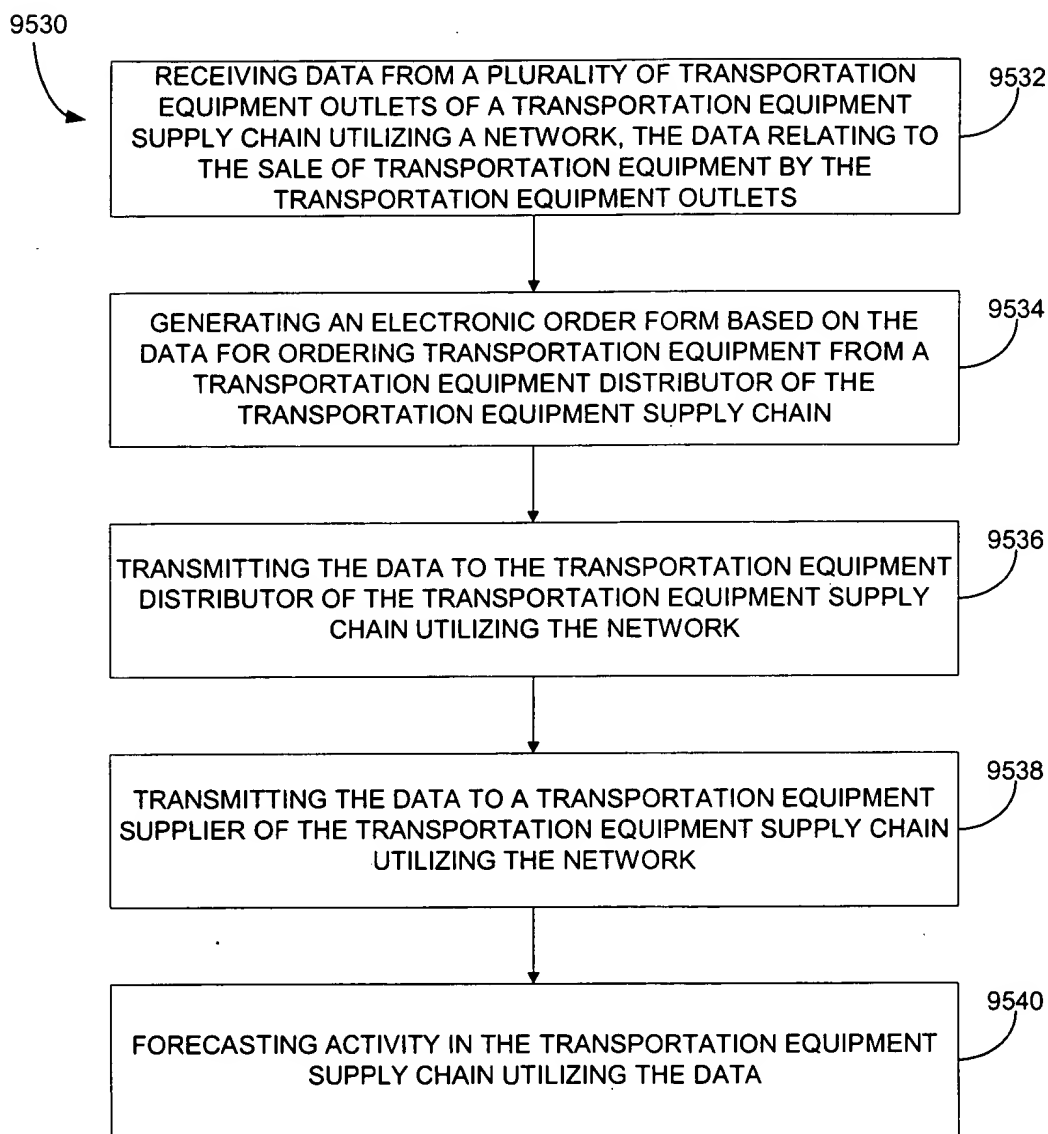 9530
RECEIVING DATA FROM A PLURALITY OF TRANSPORTATION
EQUIPMENT OUTLETS OF A TRANSPORTATION EQUIPMENT
SUPPLY CHAIN UTILIZING A NETWORK, THE DATA RELATING TO
THE SALE OF TRANSPORTATION EQUIPMENT BY THE
TRANSPORTATION EQUIPMENT OUTLETS
9532
GENERATING AN ELECTRONIC ORDER FORM BASED ON THE
DATA FOR ORDERING TRANSPORTATION EQUIPMENT FROM A
TRANSPORTATION EQUIPMENT DISTRIBUTOR OF THE
TRANSPORTATION EQUIPMENT SUPPLY CHAIN
9534
TRANSMITTING THE DATA TO THE TRANSPORTATION EQUIPMENT
DISTRIBUTOR OF THE TRANSPORTATION EQUIPMENT SUPPLY
CHAIN UTILIZING THE NETWORK
9536
TRANSMITTING THE DATA TO A TRANSPORTATION EQUIPMENT
SUPPLIER OF THE TRANSPORTATION EQUIPMENT SUPPLY CHAIN
UTILIZING THE NETWORK
9538
FORECASTING ACTIVITY IN THE TRANSPORTATION EQUIPMENT
SUPPLY CHAIN UTILIZING THE DATA
9540